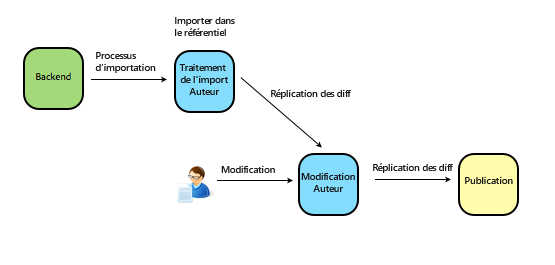 Importer dans
le référentiel
Processus
d'importation
Backend
Traitement
de l'import
Auteur
Réplication des diff
Modification
Modification
Auteur
Réplication des diff
Publication